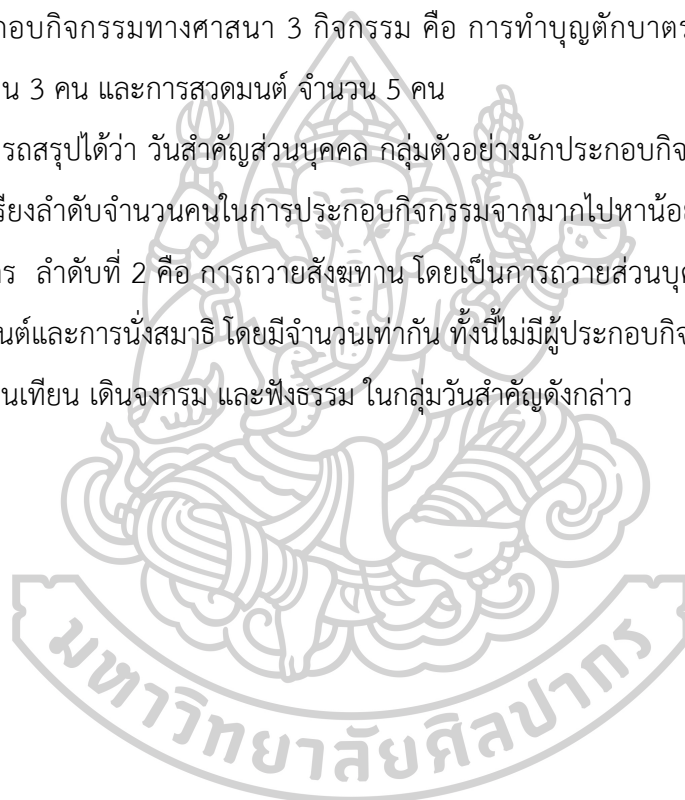 กอบกิจกรรมทางศาสนา 3 กิจกรรม คือ การทำบุญตักบาตร
น 3 คน และการสวดมนต์ จำนวน 5 คน
รถสรุปได้ว่า วันสำคัญส่วนบุคคล กลุ่มตัวอย่างมักประกอบกิจ
รียงลำดับจำนวนคนในการประกอบกิจกรรมจากมากไปหาน้อย
ร ลำดับที่ 2 คือ การถวายสังฆทาน โดยเป็นการถวายส่วนบุค
นต์และการนั่งสมาธิ โดยมีจำนวนเท่ากัน ทั้งนี้ไม่มีผู้ประกอบกิจ
นเทียน เดินจงกรม และฟังธรรม ในกลุ่มวันสำคัญดังกล่าว
มหาวิทยาลัยศิลปากร